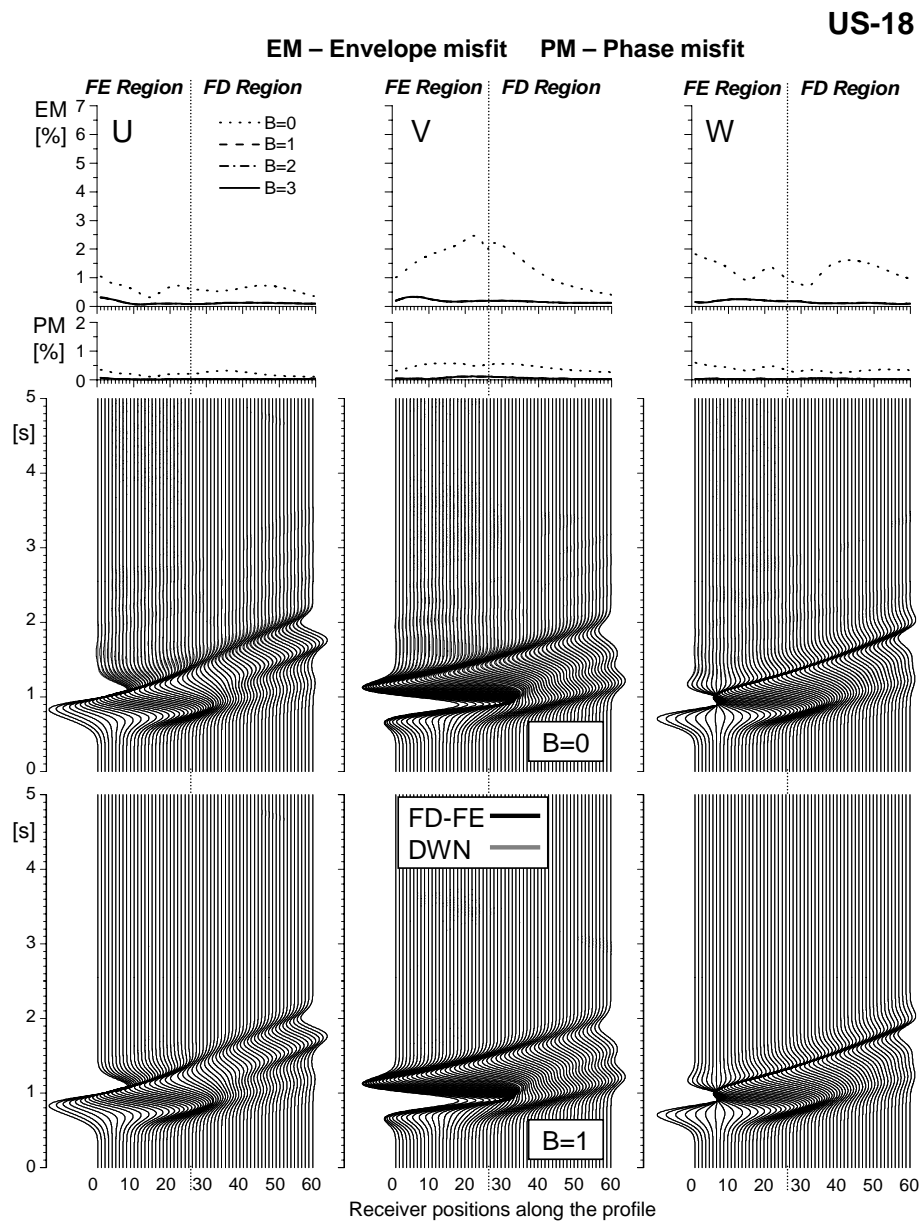 US-18
EM – Envelope misfit PM – Phase misfit
FE Region FD Region FE Region FD Region FE Region FD Region
EM
[%]
7
6
5
4
3
2
1
0
U
V
W
B=0
B=1
B=2
B=3
PM
[%]
2
1
0
5
[s]
4
3
2
1
0
B=0
5
[s]
4
3
2
1
0
FD-FE
DWN
B=1
0 10 20 30 40 50 60 0 10 20 30 40 50 60 0 10 20 30 40 50 60
Receiver positions along the profile